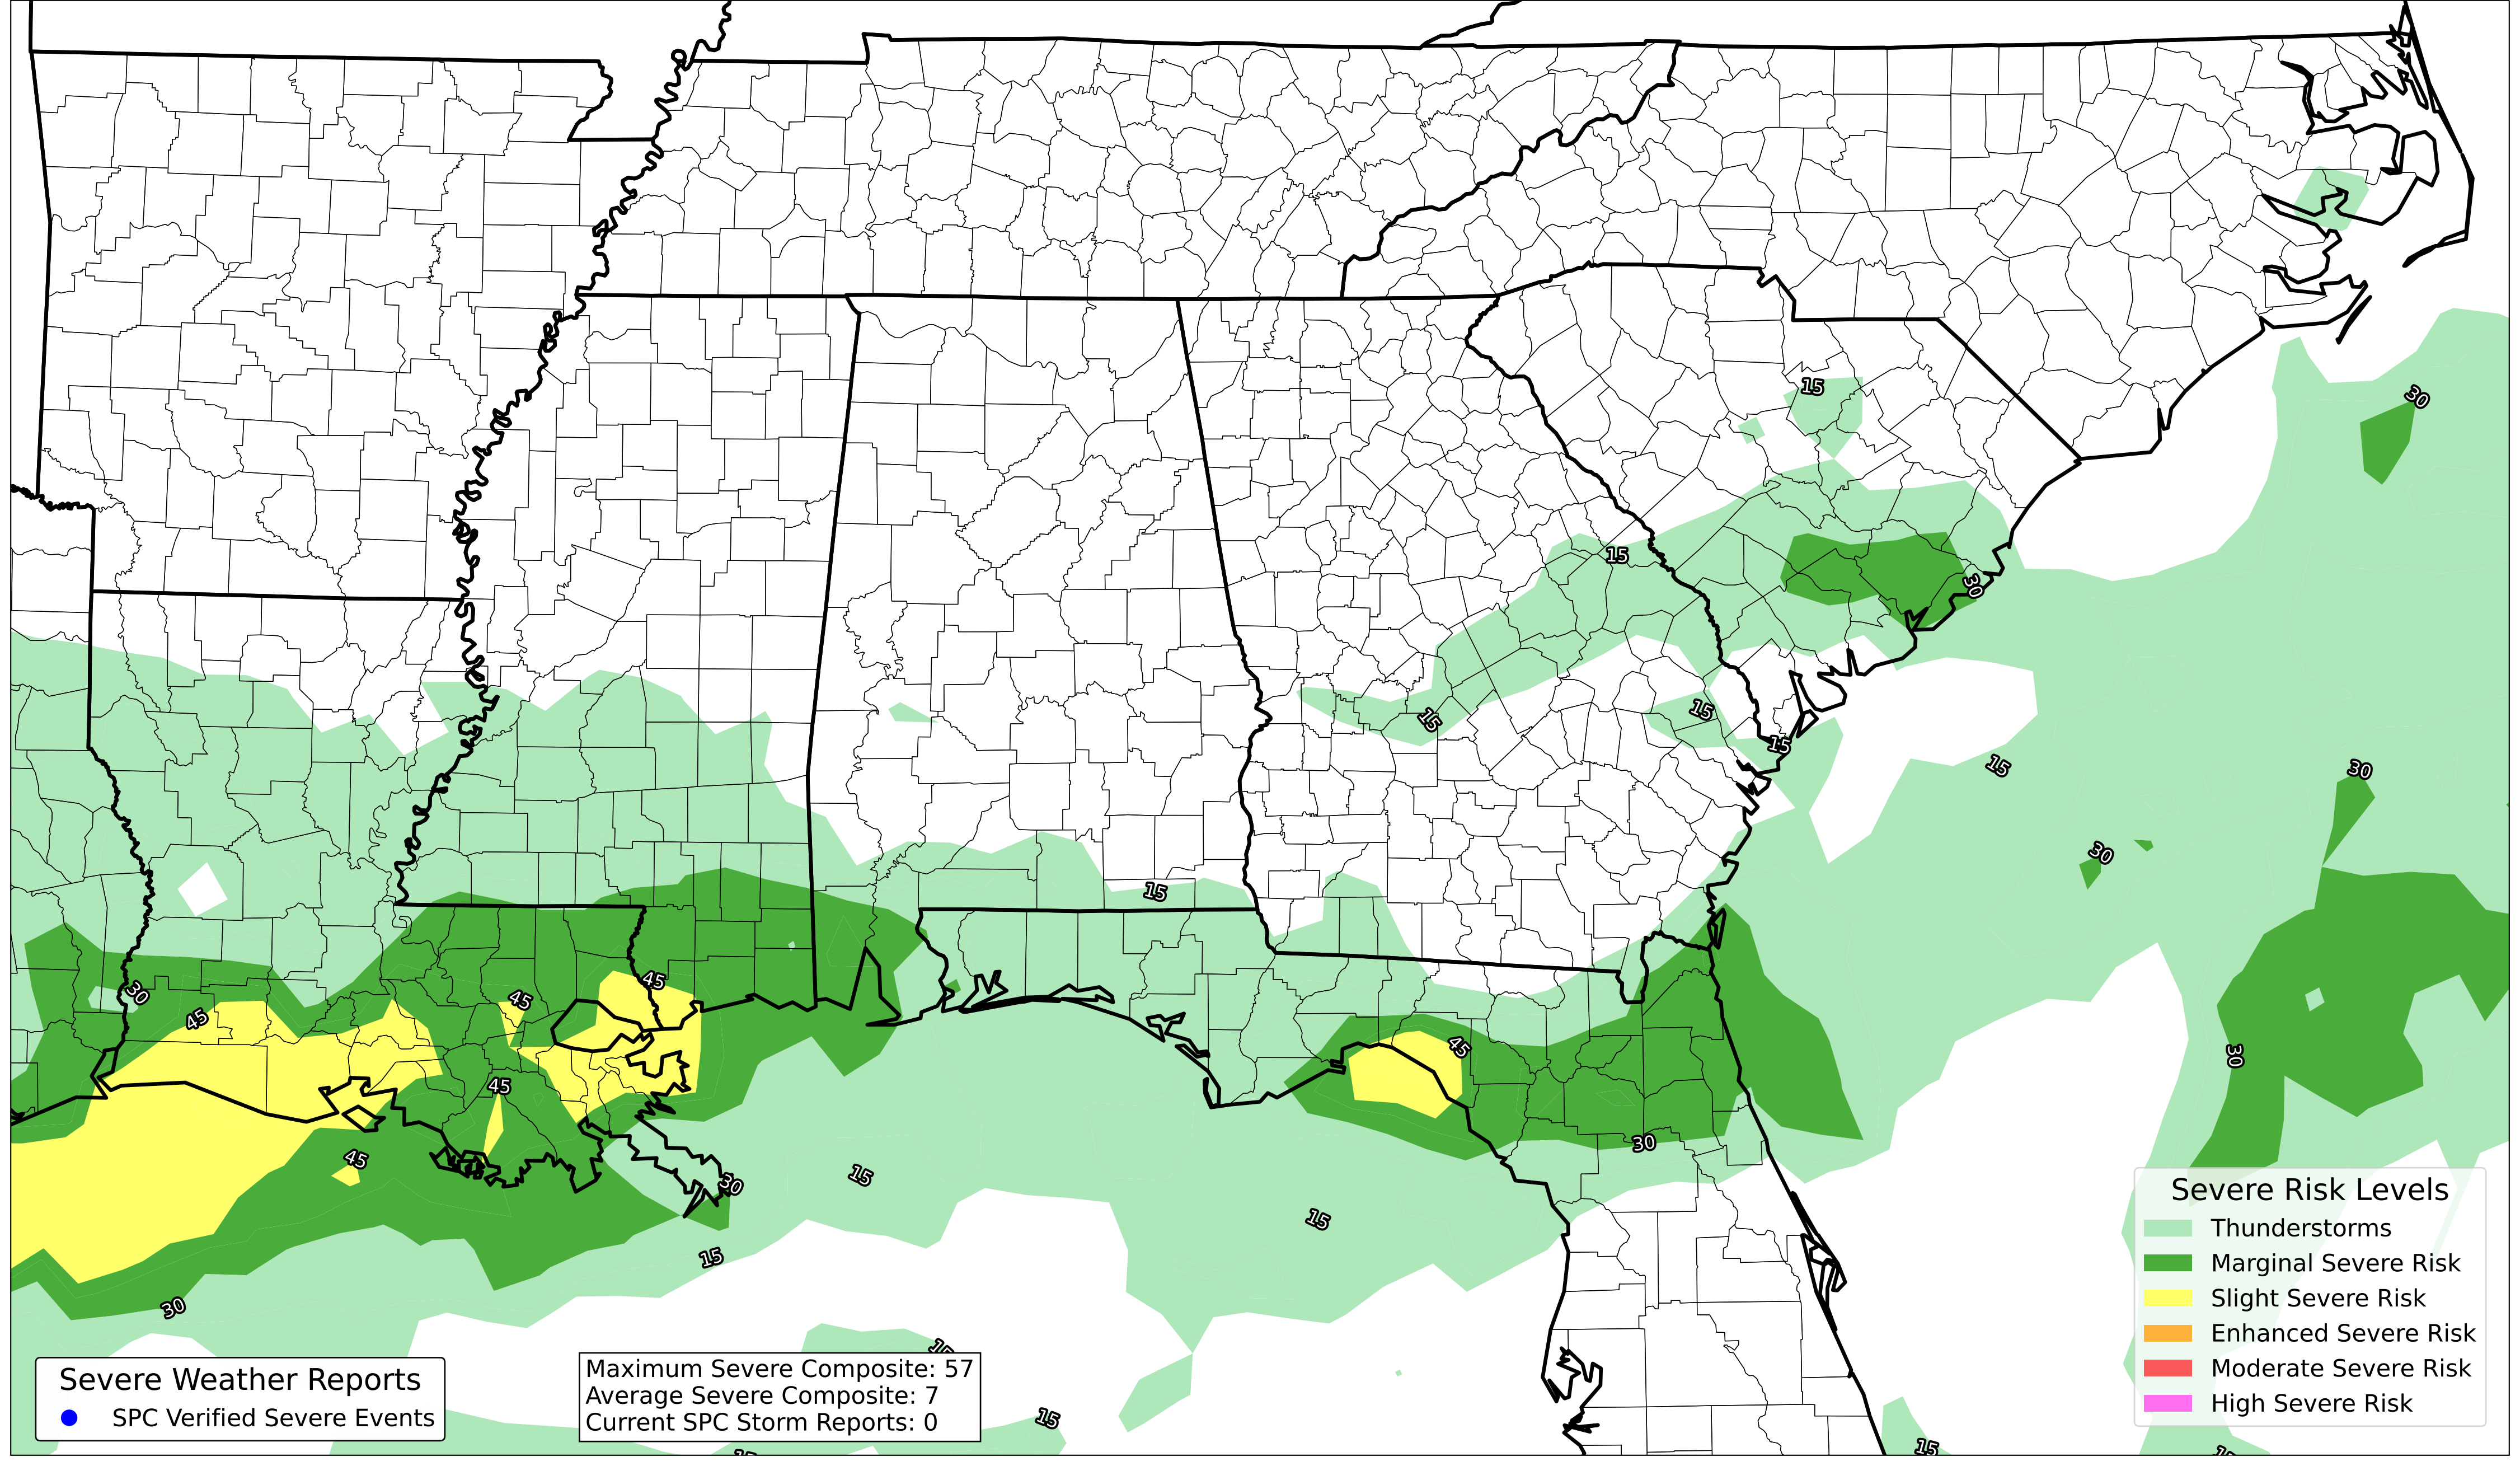 15
30
15
30
15
15
15
15
30
30
15
45
30
45
45
30
45
45
30
45
15
30
15
15
30
15
15
15
Severe Risk Levels
Thunderstorms
Marginal Severe Risk
Slight Severe Risk
Enhanced Severe Risk
Moderate Severe Risk
High Severe Risk
Severe Weather Reports
SPC Verified Severe Events
Maximum Severe Composite: 57
Average Severe Composite: 7
Current SPC Storm Reports: 0